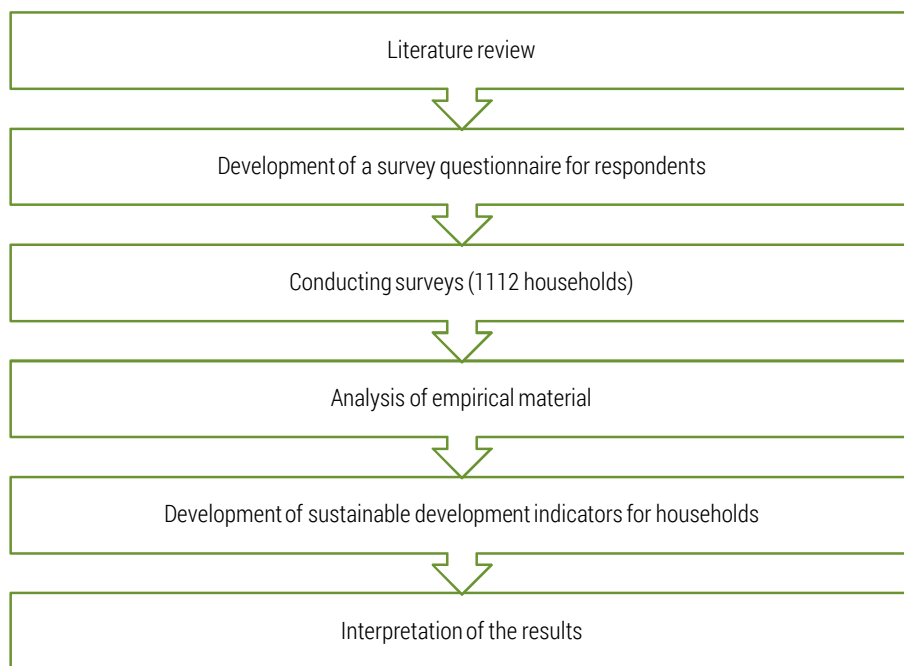 Literature review
Development of a survey questionnaire for respondents
Conducting surveys (1112 households)
Analysis of empirical material
Development of sustainable development indicators for households
Interpretation of the results